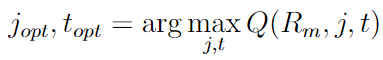 j_{opt}, t_{opt} = arg max_{j,t} Q(R_m, j, t)